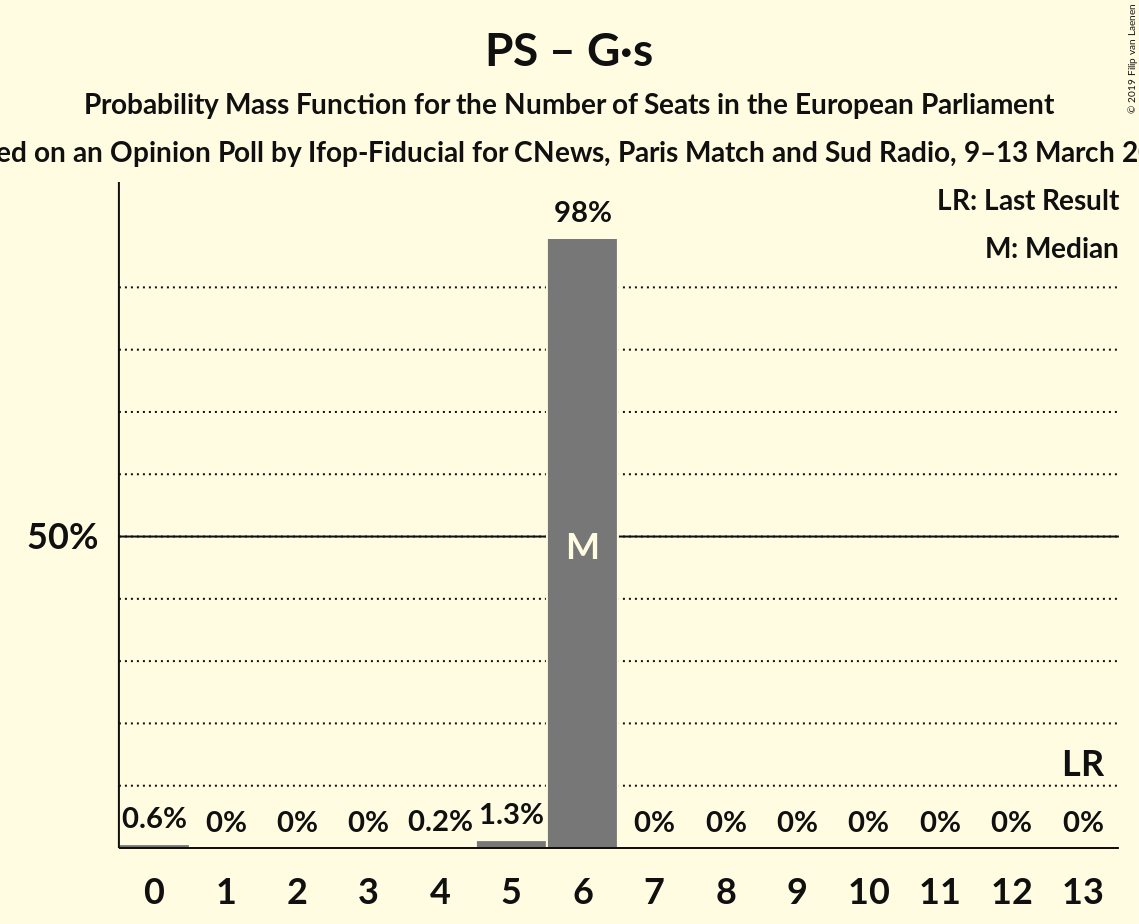 PS – G·s
Probability Mass Function for the Number of Seats in the European Parliament
ed on an Opinion Poll by Ifop-Fiducial for CNews, Paris Match and Sud Radio, 9–13 March 2
© 2019 Filip van Laenen
LR: Last Result
M: Median
98%
50%
M
LR
0.6% 0% 0% 0% 0.2% 1.3% 0% 0% 0% 0% 0% 0% 0%
0 1 2 3 4 5 6 7 8 9 10 11 12 13